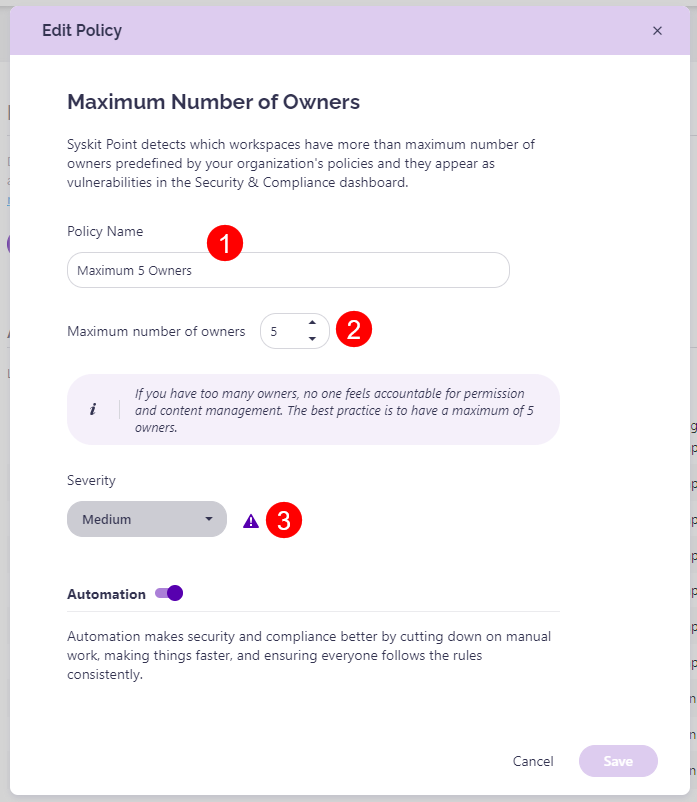 Edit Policy
Maximum Number of Owners
Syskit Point detects which workspaces have more than maximum number of
owners predefined by your organization's policies and they appear as
vulnerabilities in the Security & Compliance dashboard.
Policy Name
1
Maximum 5 Owners
Maximum number of owners
5
2
i
If you have too many owners, no one feels accountable for permission
and content management. The best practice is to have a maximum of 5
owners.
Severity
Medium
3
Automation
Automation makes security and compliance better by cutting down on manual
work, making things faster, and ensuring everyone follows the rules
consistently.
Cancel
Save